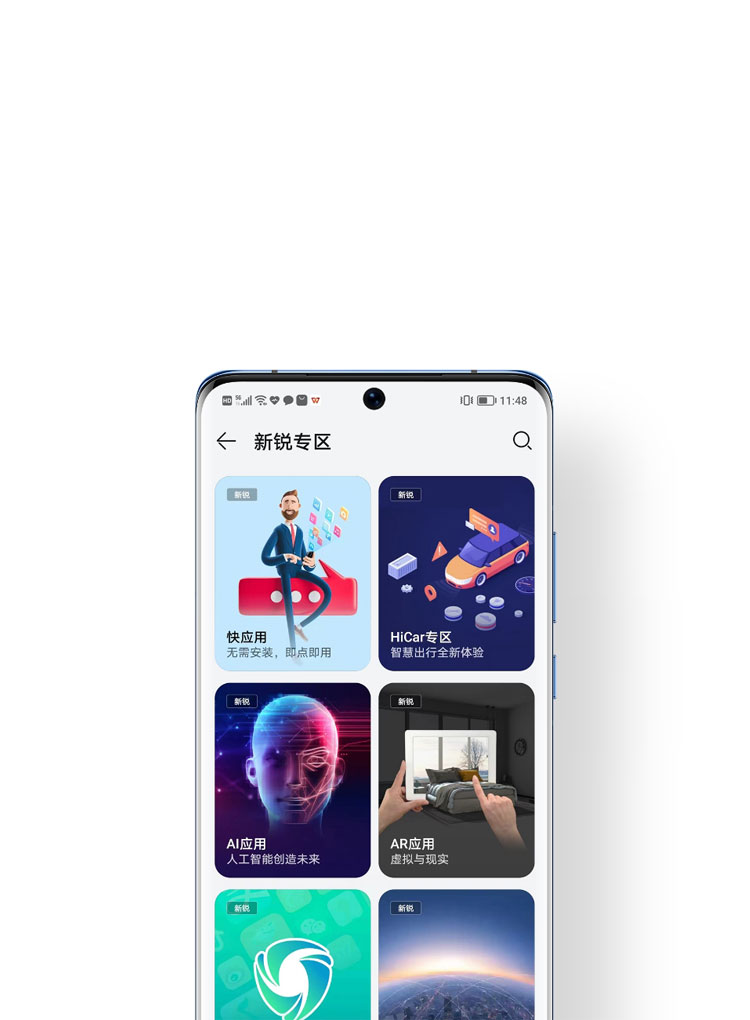 HD 5G 11:48
新锐专区
新锐
快应用
无需安装，即点即用
新锐
HiCar专区
智慧出行全新体验
新锐
AI应用
人工智能创造未来
新锐
AR应用
虚拟与现实
新锐
新锐